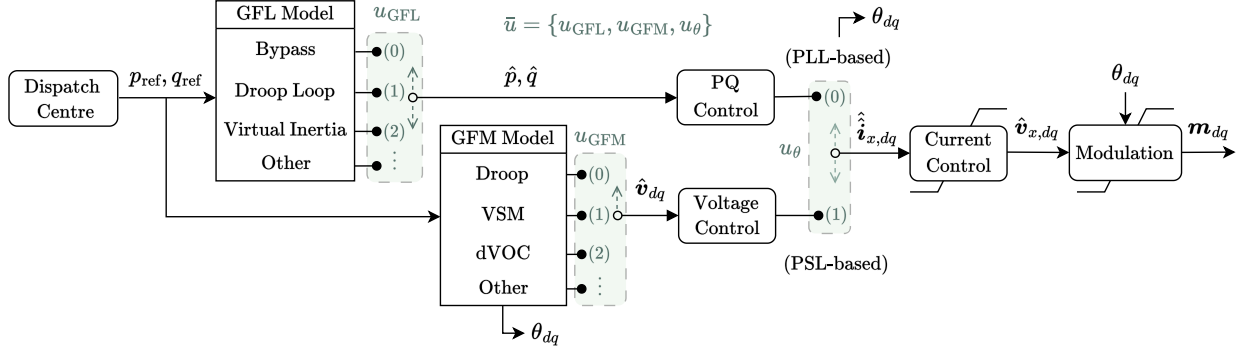 GFL Model
u_GFL
ū = {u_GFL, u_GFM, u_θ}
θ_dq
(PLL-based)
Bypass
(0)
Dispatch
Centre
p_ref, q_ref
Droop Loop
(1)
p̂, q̂
PQ
Control
(0)
θ_dq
Virtual Inertia
(2)
Other
⋮
GFM Model
u_GFM
u_θ
î̂_x,dq
Current
Control
v̂_x,dq
Modulation
m_dq
Droop
(0)
VSM
(1)
v̂_dq
Voltage
Control
(1)
dVOC
(2)
(PSL-based)
Other
⋮
θ_dq